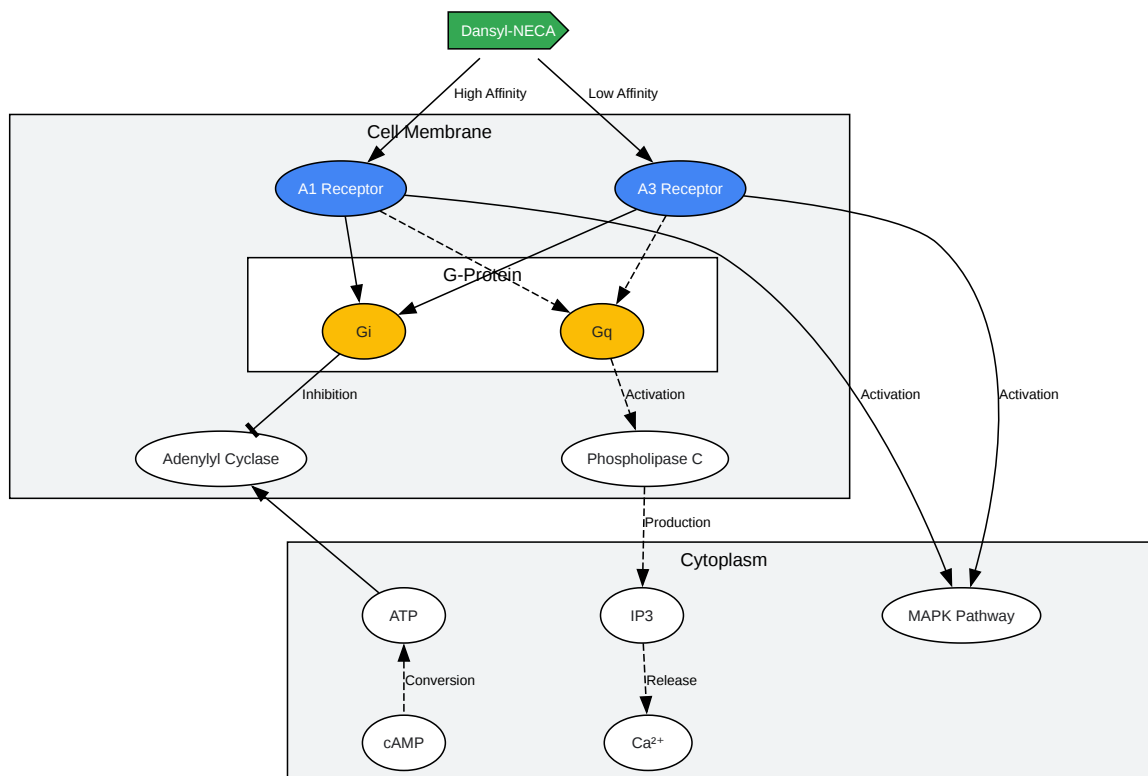 Dansyl-NECA
High Affinity
Low Affinity
Cell Membrane
A1 Receptor
A3 Receptor
G-Protein
Gi
Gq
Inhibition
Activation
Activation
Activation
Adenylyl Cyclase
Phospholipase C
Production
Cytoplasm
ATP
IP3
MAPK Pathway
Conversion
Release
cAMP
Ca²⁺